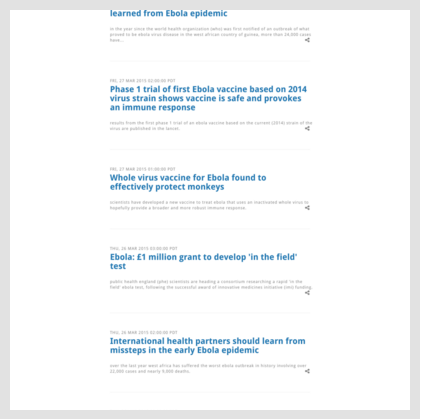 learned from Ebola epidemic
in the year since the world health organization (who) was first notified of an outbreak of what
proved to be ebola virus disease in the west african country of guinea, more than 24,000 cases
have...
FRI, 27 MAR 2015 02:00:00 PDT
Phase 1 trial of first Ebola vaccine based on 2014
virus strain shows vaccine is safe and provokes
an immune response
results from the first phase 1 trial of an ebola vaccine based on the current (2014) strain of the
virus are published in the lancet.
FRI, 27 MAR 2015 01:00:00 PDT
Whole virus vaccine for Ebola found to
effectively protect monkeys
scientists have developed a new vaccine to treat ebola that uses an inactivated whole virus to
hopefully provide a broader and more robust immune response.
THU, 26 MAR 2015 03:00:00 PDT
Ebola: £1 million grant to develop 'in the field'
test
public health england (phe) scientists are heading a consortium researching a rapid 'in the
field' ebola test, following the successful award of innovative medicines initiative (imi) funding.
THU, 26 MAR 2015 02:00:00 PDT
International health partners should learn from
missteps in the early Ebola epidemic
over the last year west africa has suffered the worst ebola outbreak in history involving over
22,000 cases and nearly 9,000 deaths.